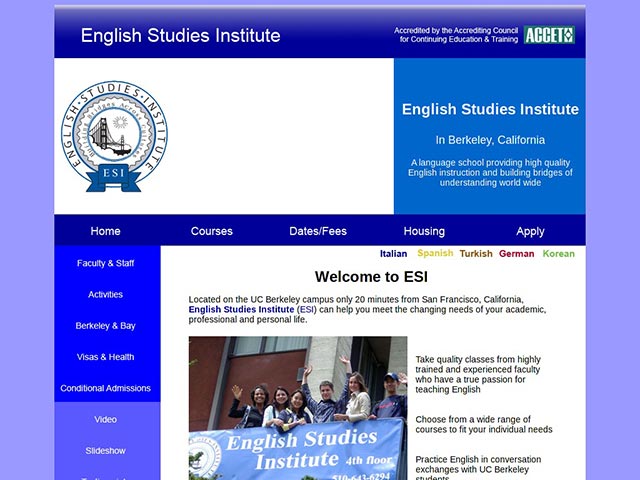 English Studies Institute
Accredited by the Accrediting Council
for Continuing Education & Training
ACCET
ENGLISH·STUDIES·INSTITUTE
Building Bridges Across Cultures
ESI
English Studies Institute
In Berkeley, California
A language school providing high quality
English instruction and building bridges of
understanding world wide
Home Courses Dates/Fees Housing Apply
Italian Spanish Turkish German Korean
Faculty & Staff
Activities
Berkeley & Bay
Visas & Health
Conditional Admissions
Video
Slideshow
Welcome to ESI
Located on the UC Berkeley campus only 20 minutes from San Francisco, California,
English Studies Institute (ESI) can help you meet the changing needs of your academic,
professional and personal life.
English Studies
Institute 4th floor
510-643-6294
Take quality classes from highly
trained and experienced faculty
who have a true passion for
teaching English
Choose from a wide range of
courses to fit your individual needs
Practice English in conversation
exchanges with UC Berkeley
students